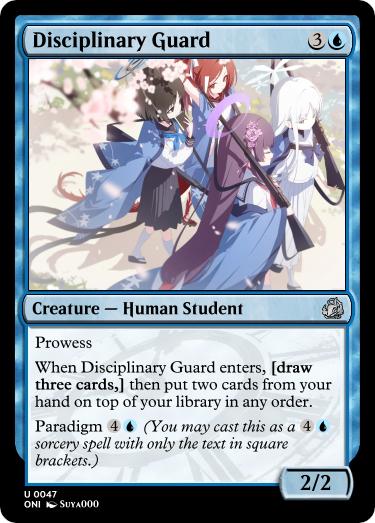 Disciplinary Guard 3
Creature — Human Student
Prowess
When Disciplinary Guard enters, [draw
three cards,] then put two cards from your
hand on top of your library in any order.
Paradigm 4 (You may cast this as a 4
sorcery spell with only the text in square
brackets.)
2/2
U 0047
ONI SUYA000